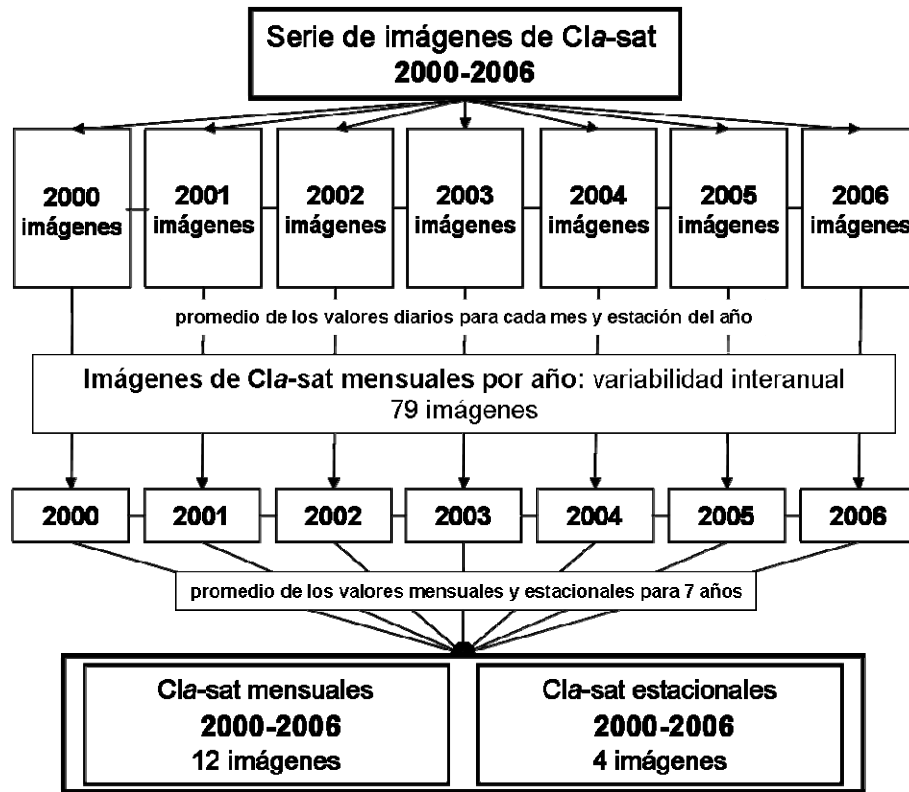 Serie de imágenes de Cla-sat
2000-2006
2000
imágenes
2001
imágenes
2002
imágenes
2003
imágenes
2004
imágenes
2005
imágenes
2006
imágenes
promedio de los valores diarios para cada mes y estación del año
Imágenes de Cla-sat mensuales por año: variabilidad interanual
79 imágenes
2000
2001
2002
2003
2004
2005
2006
promedio de los valores mensuales y estacionales para 7 años
Cla-sat mensuales
2000-2006
12 imágenes
Cla-sat estacionales
2000-2006
4 imágenes